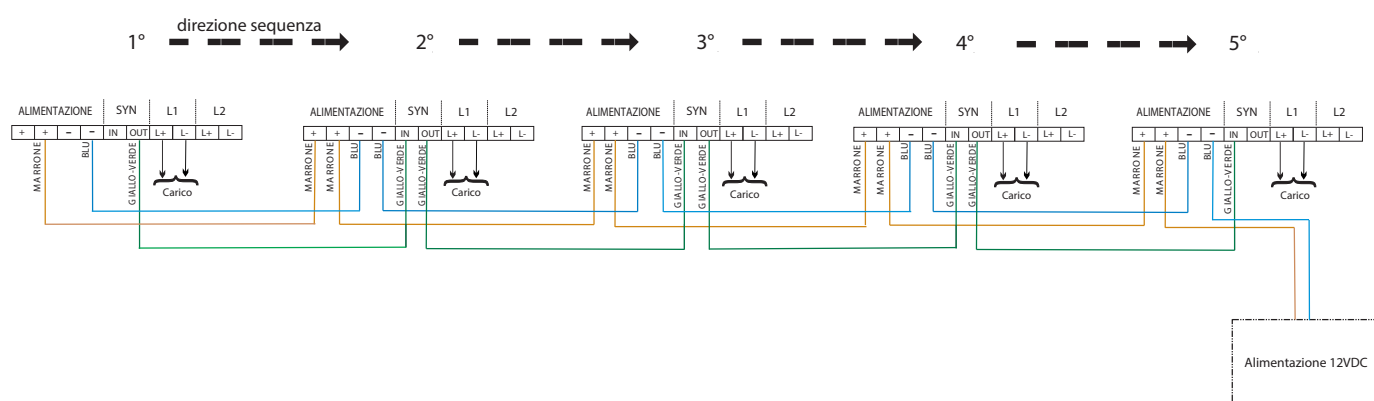 direzione sequenza
1° 2° 3° 4° 5°
ALIMENTAZIONE SYN L1 L2 ALIMENTAZIONE SYN L1 L2 ALIMENTAZIONE SYN L1 L2 ALIMENTAZIONE SYN L1 L2 ALIMENTAZIONE SYN L1 L2
+ + − − IN OUT L+ L- L+ L- + + − − IN OUT L+ L- L+ L- + + − − IN OUT L+ L- L+ L- + + − − IN OUT L+ L- L+ L- + + − − IN OUT L+ L- L+ L-
MARRONE BLU GIALLO-VERDE MARRONE MARRONE BLU BLU GIALLO-VERDE GIALLO-VERDE MARRONE MARRONE BLU BLU GIALLO-VERDE GIALLO-VERDE MARRONE MARRONE BLU BLU GIALLO-VERDE GIALLO-VERDE MARRONE MARRONE BLU BLU GIALLO-VERDE
Carico Carico Carico Carico Carico
Alimentazione 12VDC